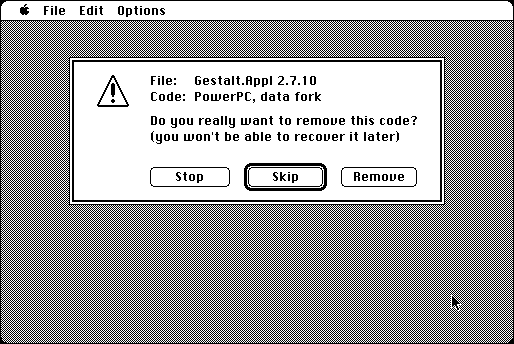 File Edit Options
File: Gestalt.Appl 2.7.10
Code: PowerPC, data fork
Do you really want to remove this code?
(you won't be able to recover it later)
Stop Skip Remove